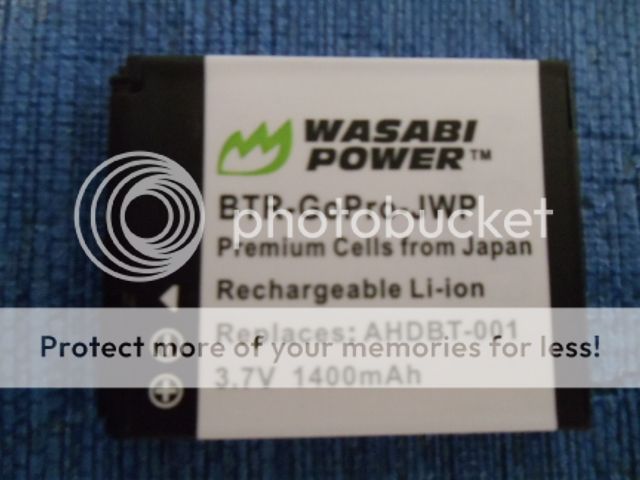 WASABI
POWER™
BTR-GoPro-JWP
photobucket
Premium Cells from Japan
Rechargeable Li-ion
Replaces: AHDBT-001
Protect more of your memories for less!
3.7V 1400mAh